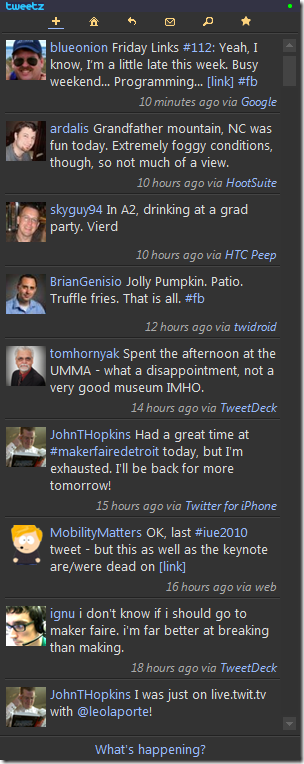 tweetz
blueonion Friday Links #112: Yeah, I
know, I'm a little late this week. Busy
weekend... Programming... [link] #fb
10 minutes ago via Google
ardalis Grandfather mountain, NC was
fun today. Extremely foggy conditions,
though, so not much of a view.
10 hours ago via HootSuite
skyguy94 In A2, drinking at a grad
party. Vierd
10 hours ago via HTC Peep
BrianGenisio Jolly Pumpkin. Patio.
Truffle fries. That is all. #fb
12 hours ago via twidroid
tomhornyak Spent the afternoon at the
UMMA - what a disappointment, not a
very good museum IMHO.
14 hours ago via TweetDeck
JohnTHopkins Had a great time at
#makerfairedetroit today, but I'm
exhausted. I'll be back for more
tomorrow!
15 hours ago via Twitter for iPhone
MobilityMatters OK, last #iue2010
tweet - but this as well as the keynote
are/were dead on [link]
16 hours ago via web
ignu i don't know if i should go to
maker faire. i'm far better at breaking
than making.
18 hours ago via TweetDeck
JohnTHopkins I was just on live.twit.tv
with @leolaporte!
What's happening?